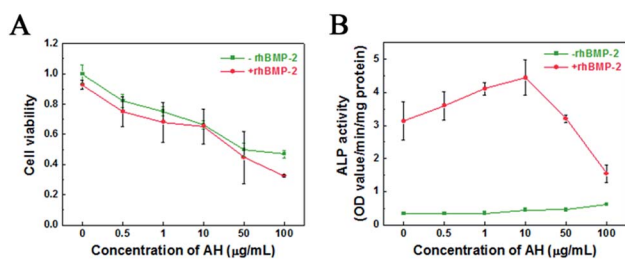 A
- rhBMP-2
+rhBMP-2
Cell viability
1.2
1.0
0.8
0.6
0.4
0.2
0.0
0 0.5 1 10 50 100
Concentration of AH (μg/mL)
B
-rhBMP-2
+rhBMP-2
ALP activity
(OD value/min/mg protein)
5
4
3
2
1
0
0 0.5 1 10 50 100
Concentration of AH (μg/mL)